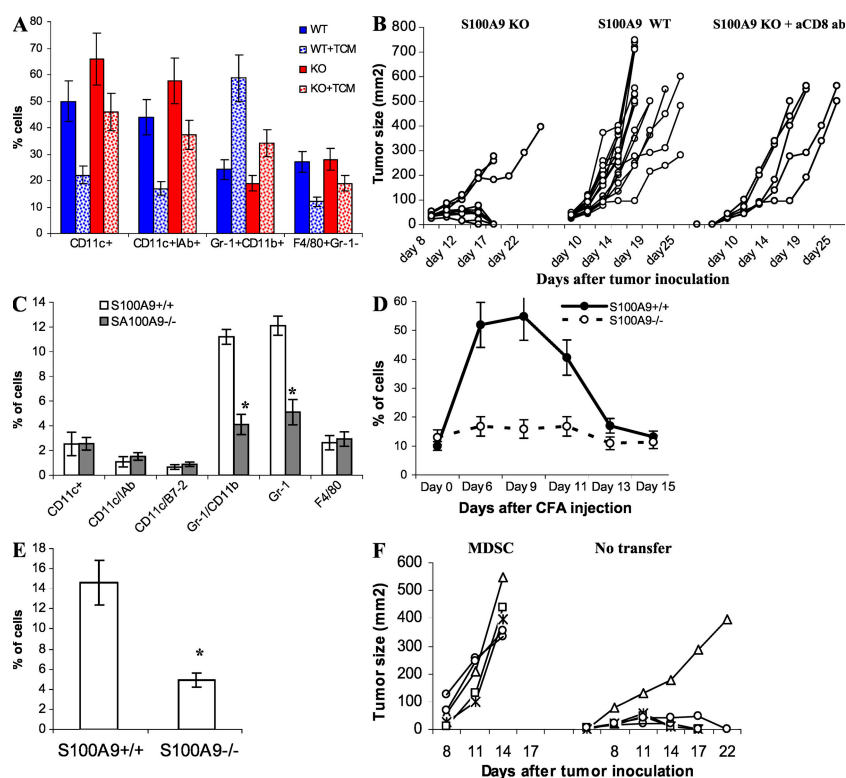 A
% cells
80
70
60
50
40
30
20
10
0
WT
WT+TCM
KO
KO+TCM
CD11c+ CD11c+IAb+ Gr-1+CD11b+ F4/80+Gr-1-
B
S100A9 KO S100A9 WT S100A9 KO + aCD8 ab
Tumor size (mm2)
800
700
600
500
400
300
200
100
0
day 8 day 12 day 17 day 22 day 10 day 14 day 19 day25 day 10 day 14 day 19 day25
Days after tumor inoculation
C
% of cells
14
12
10
8
6
4
2
0
S100A9+/+
SA100A9-/-
* *
CD11c+ CD11c/IAb CD11c/B7-2 Gr-1/CD11b Gr-1 F4/80
D
% of cells
60
50
40
30
20
10
0
S100A9+/+
S100A9-/-
Day 0 Day 6 Day 9 Day 11 Day 13 Day 15
Days after CFA injection
E
% of cells
18
16
14
12
10
8
6
4
2
0
*
S100A9+/+ S100A9-/-
F
MDSC No transfer
Tumor size (mm2)
600
500
400
300
200
100
0
8 11 14 17 8 11 14 17 22
Days after tumor inoculation